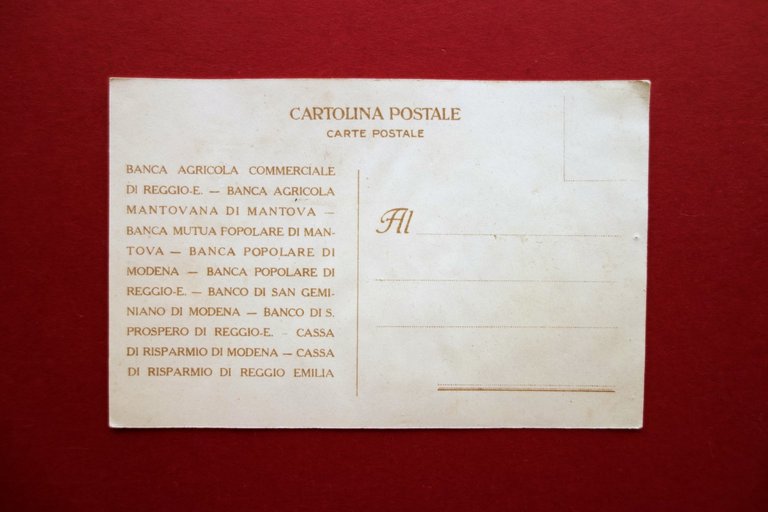 CARTOLINA POSTALE
CARTE POSTALE
BANCA AGRICOLA COMMERCIALE
DI REGGIO-E. — BANCA AGRICOLA
MANTOVANA DI MANTOVA —
BANCA MUTUA FOPOLARE DI MAN-
TOVA — BANCA POPOLARE DI
MODENA — BANCA POPOLARE DI
REGGIO-E. — BANCO DI SAN GEMI-
NIANO DI MODENA — BANCO DI S.
PROSPERO DI REGGIO-E. - CASSA
DI RISPARMIO DI MODENA — CASSA
DI RISPARMIO DI REGGIO EMILIA
Al